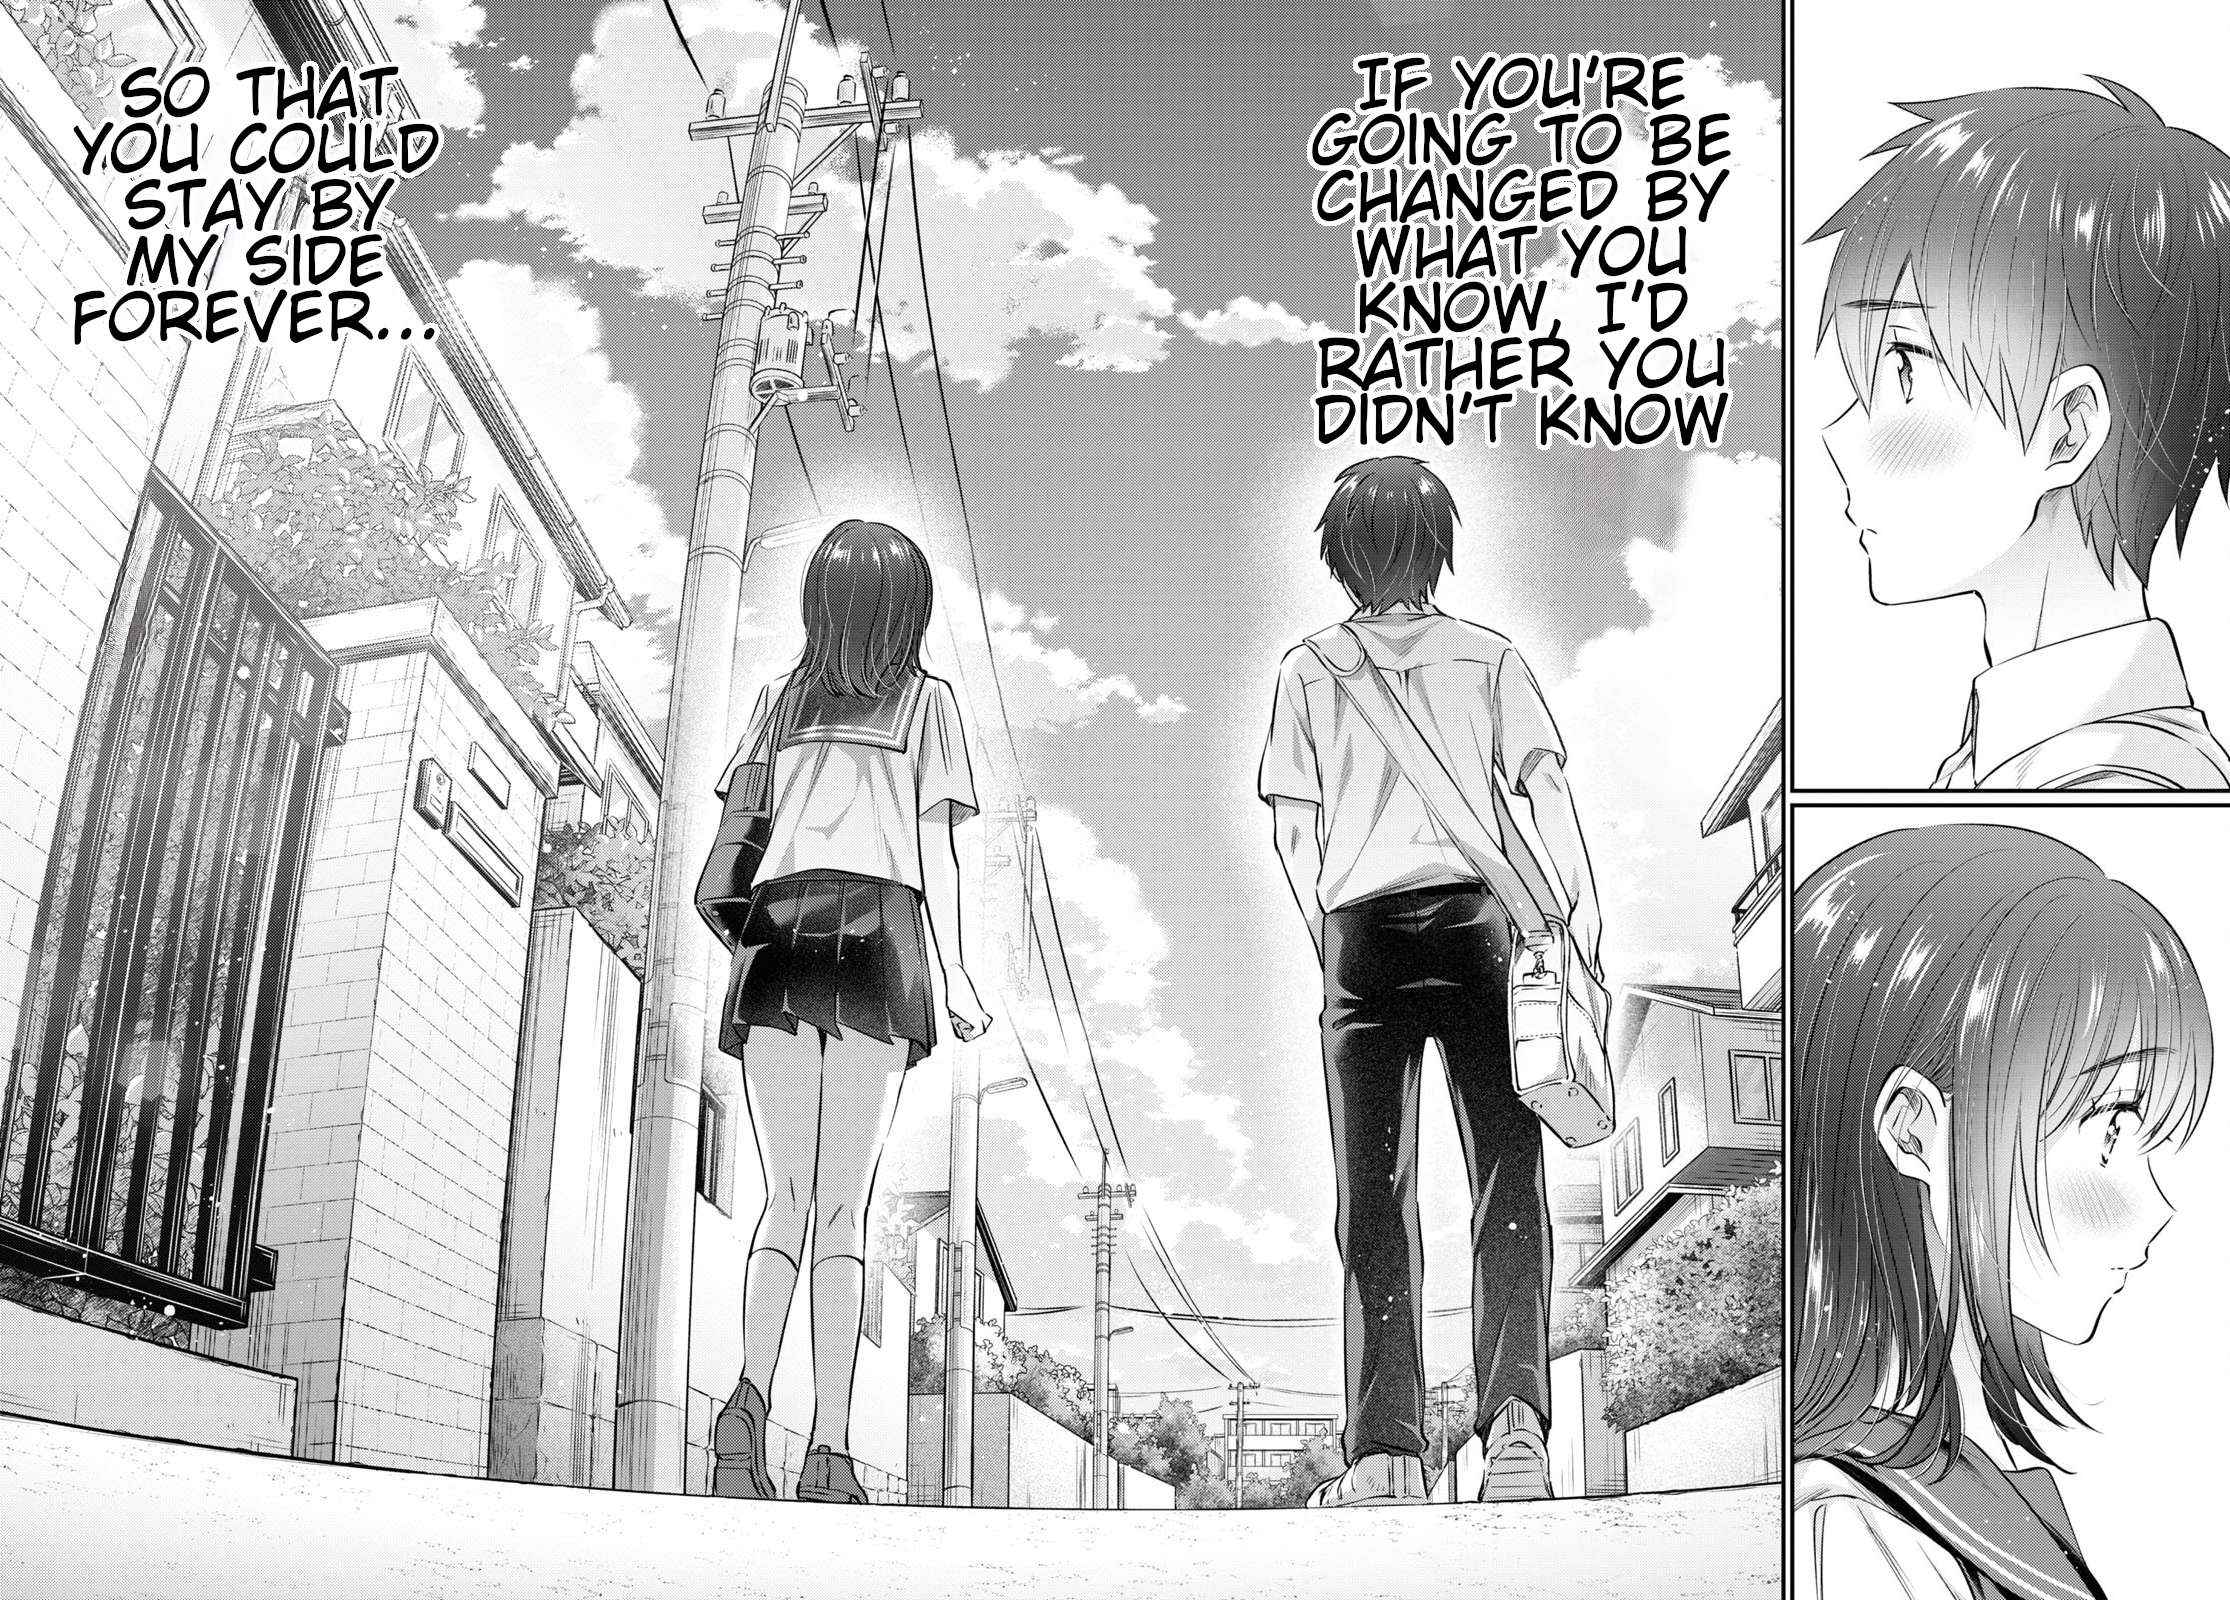 IF YOU'RE
GOING TO BE
CHANGED BY
WHAT YOU
KNOW, I'D
RATHER YOU
DIDN'T KNOW
SO THAT
YOU COULD
STAY BY
MY SIDE
FOREVER...